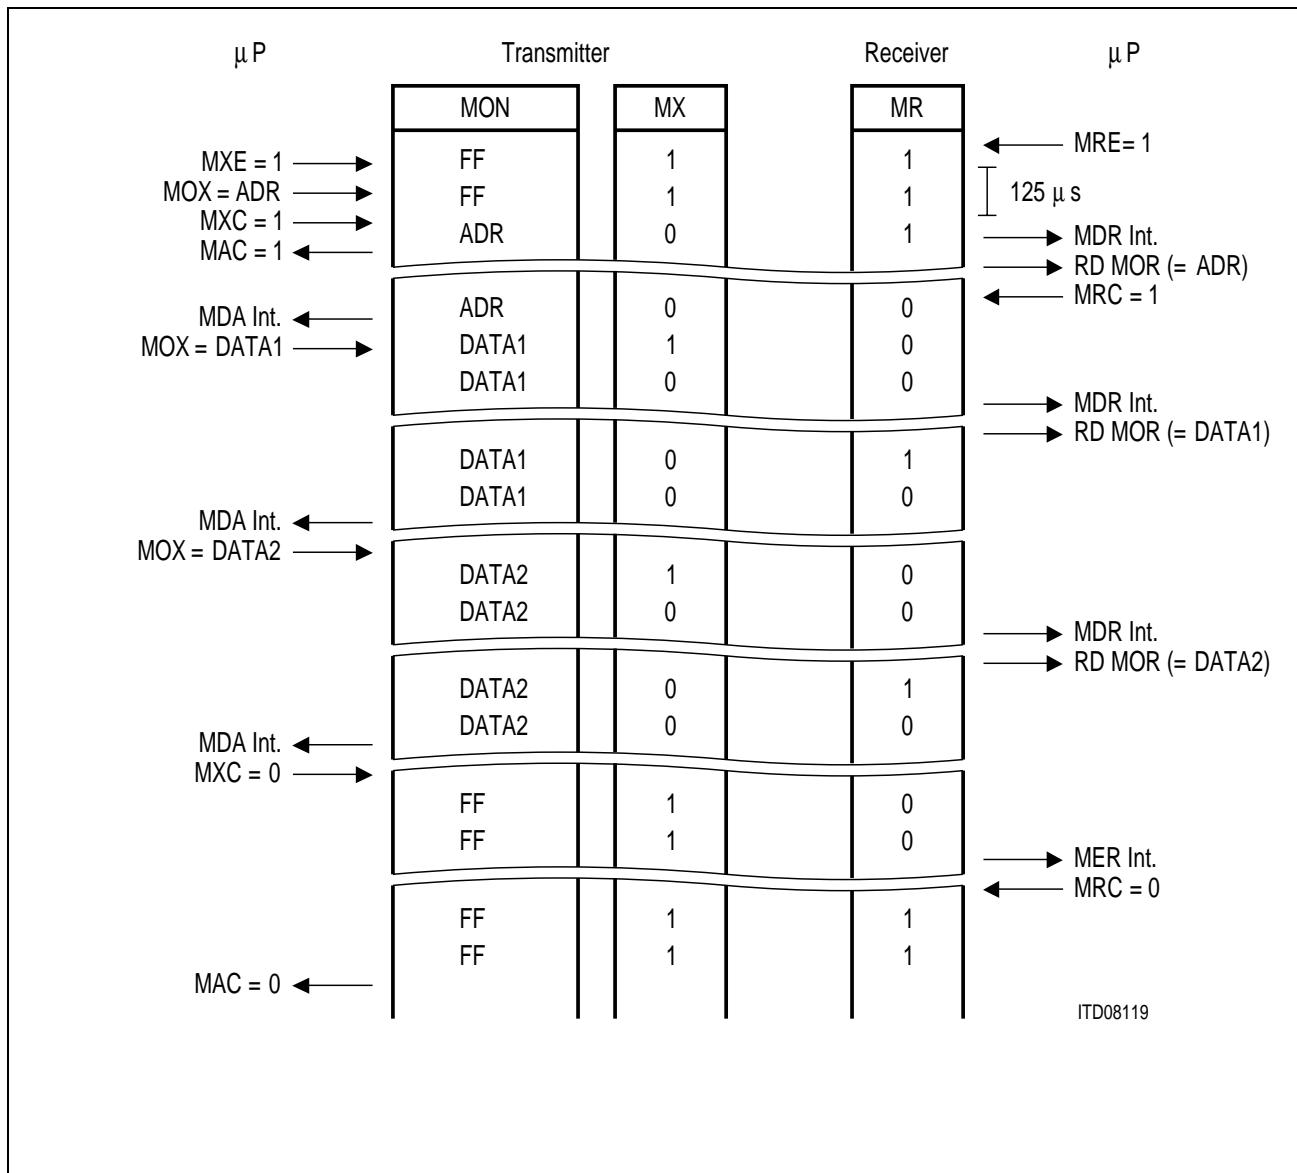 μ P Transmitter Receiver μ P
MON MX MR
MRE= 1
MXE = 1 FF 1 1
MOX = ADR FF 1 1 125 μ s
MXC = 1
ADR 0 1 MDR Int.
MAC = 1
RD MOR (= ADR)
MRC = 1
ADR 0 0
MDA Int.
MOX = DATA1 DATA1 1 0
DATA1 0 0
MDR Int.
RD MOR (= DATA1)
DATA1 0 1
DATA1 0 0
MDA Int.
MOX = DATA2
DATA2 1 0
DATA2 0 0
MDR Int.
RD MOR (= DATA2)
DATA2 0 1
DATA2 0 0
MDA Int.
MXC = 0
FF 1 0
FF 1 0
MER Int.
MRC = 0
FF 1 1
FF 1 1
MAC = 0
ITD08119